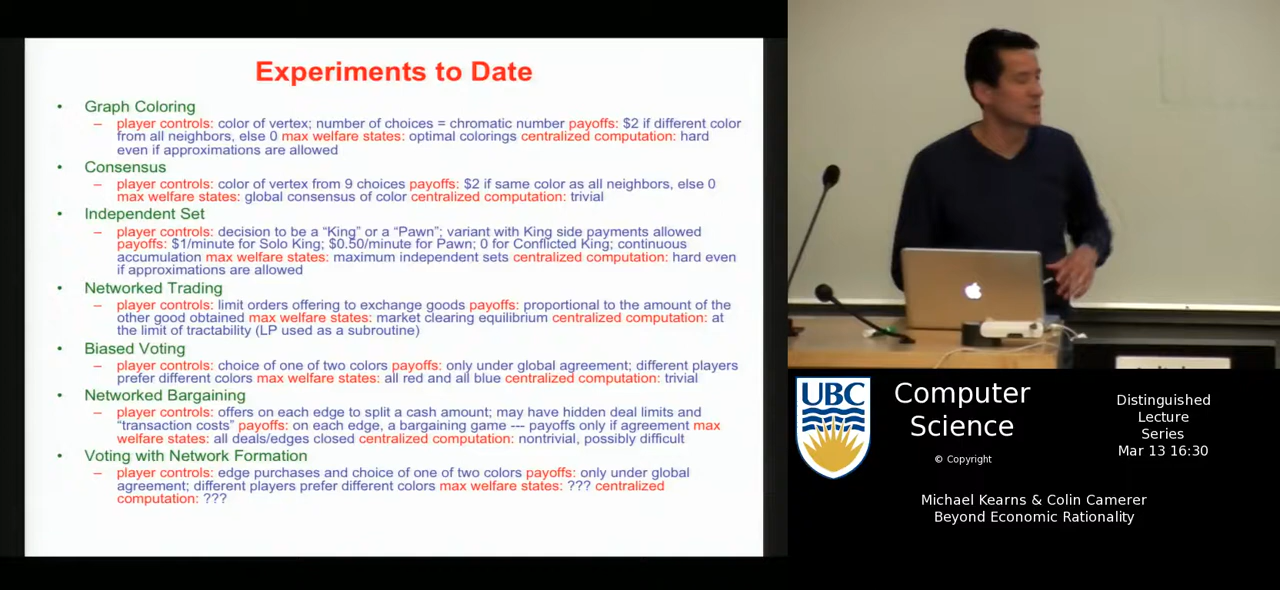 Experiments to Date
• Graph Coloring
– player controls: color of vertex; number of choices = chromatic number payoffs: $2 if different color
from all neighbors, else 0 max welfare states: optimal colorings centralized computation: hard
even if approximations are allowed
• Consensus
– player controls: color of vertex from 9 choices payoffs: $2 if same color as all neighbors, else 0
max welfare states: global consensus of color centralized computation: trivial
• Independent Set
– player controls: decision to be a “King” or a “Pawn”; variant with King side payments allowed
payoffs: $1/minute for Solo King; $0.50/minute for Pawn; 0 for Conflicted King; continuous
accumulation max welfare states: maximum independent sets centralized computation: hard even
if approximations are allowed
• Networked Trading
– player controls: limit orders offering to exchange goods payoffs: proportional to the amount of the
other good obtained max welfare states: market clearing equilibrium centralized computation: at
the limit of tractability (LP used as a subroutine)
• Biased Voting
– player controls: choice of one of two colors payoffs: only under global agreement; different players
prefer different colors max welfare states: all red and all blue centralized computation: trivial
• Networked Bargaining
– player controls: offers on each edge to split a cash amount; may have hidden deal limits and
“transaction costs” payoffs: on each edge, a bargaining game --- payoffs only if agreement max
welfare states: all deals/edges closed centralized computation: nontrivial, possibly difficult
• Voting with Network Formation
– player controls: edge purchases and choice of one of two colors payoffs: only under global
agreement; different players prefer different colors max welfare states: ??? centralized
computation: ???
UBC
Computer
Science
© Copyright
Distinguished
Lecture
Series
Mar 13 16:30
Michael Kearns & Colin Camerer
Beyond Economic Rationality